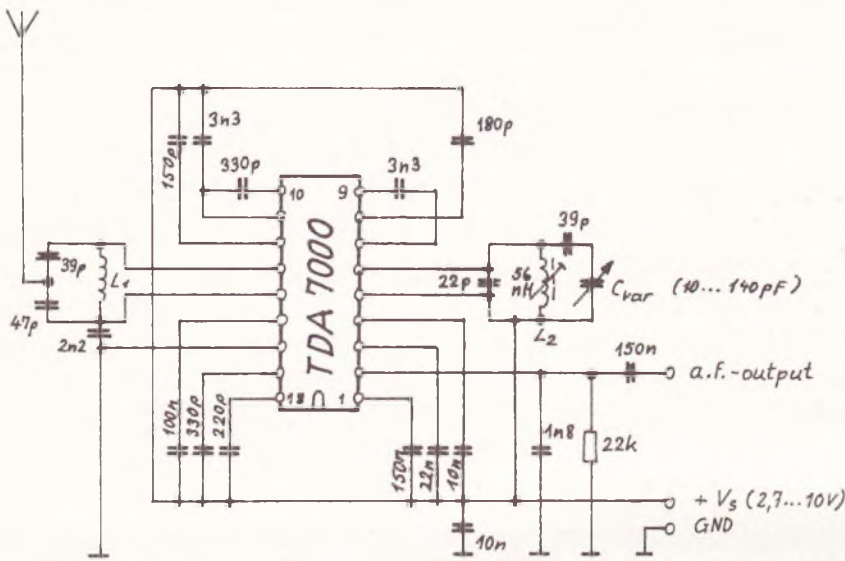 3n3
150p
180p
330p
3n3
10
9
39p
TDA 7000
39p
L1
22p
56
nH
Cvar (10...140pF)
47p
L2
2n2
150n
a.f.-output
18
1
100n
330p
220p
150n
22n
10n
1n8
22k
+ Vs (2,7...10V)
GND
10n